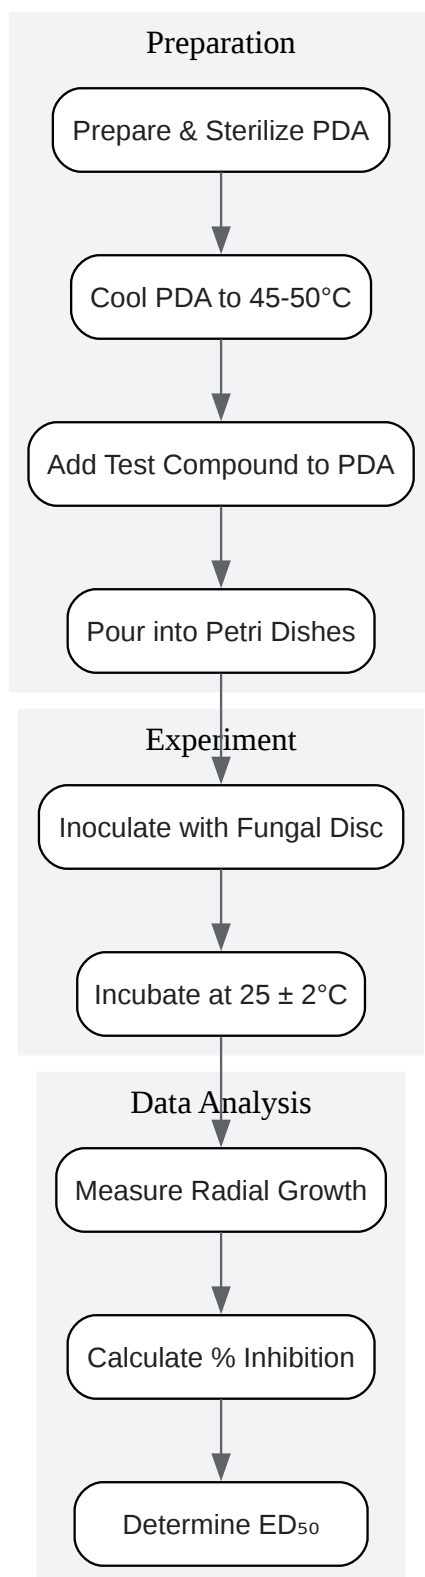 Preparation
Prepare & Sterilize PDA
Cool PDA to 45-50°C
Add Test Compound to PDA
Pour into Petri Dishes
Experiment
Inoculate with Fungal Disc
Incubate at 25 ± 2°C
Data Analysis
Measure Radial Growth
Calculate % Inhibition
Determine ED₅₀